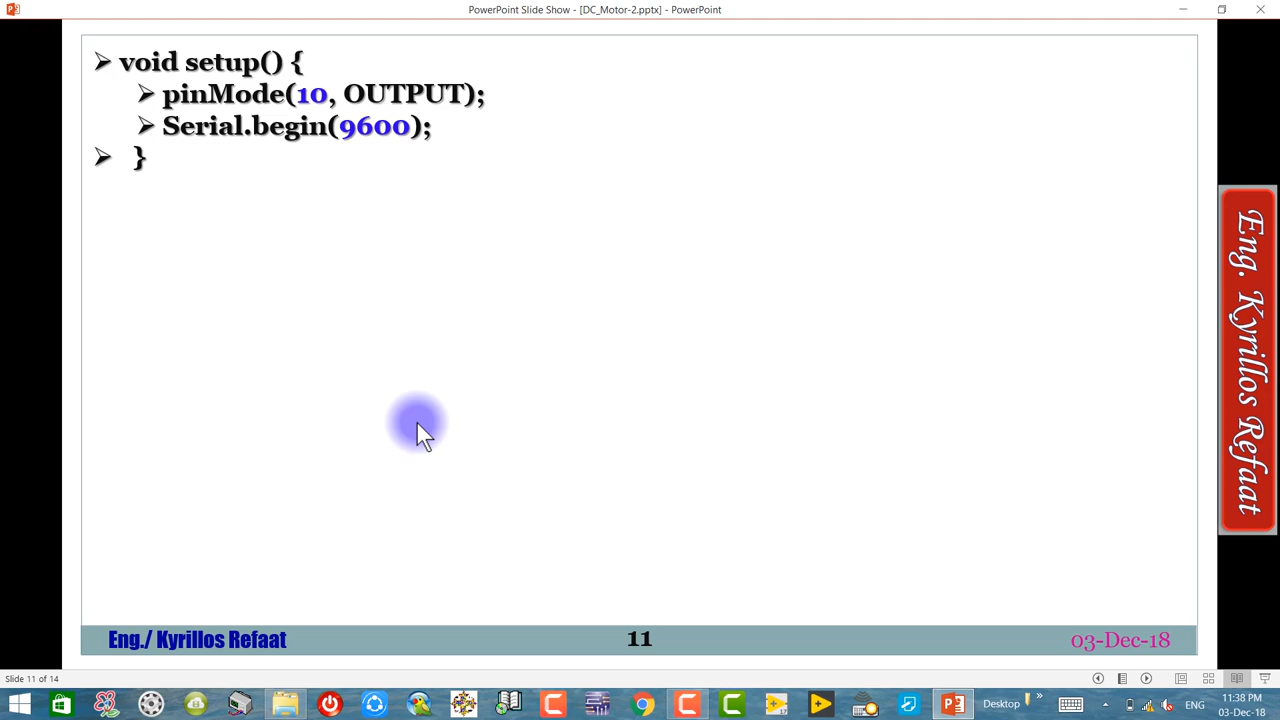 PowerPoint Slide Show - [DC_Motor-2.pptx] - PowerPoint
void setup() {
pinMode(10, OUTPUT);
Serial.begin(9600);
}
Eng. Kyrillos Refaat
Eng./ Kyrillos Refaat
11
03-Dec-18
Slide 11 of 14
Desktop
ENG
11:38 PM
03-Dec-18